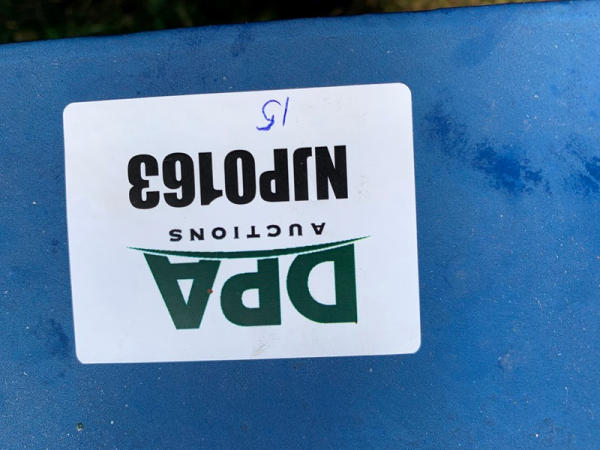 DPA
AUCTIONS
NJP0163
15